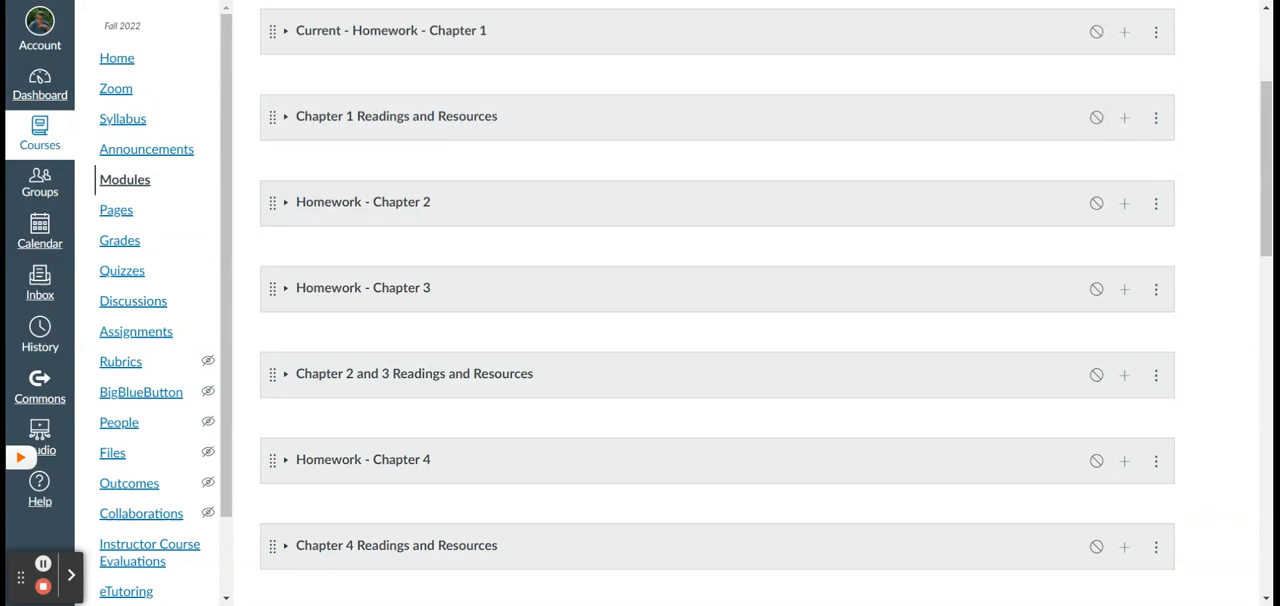 Account
Dashboard
Courses
Groups
Calendar
Inbox
History
Commons
udio
Help
Fall 2022
Home
Zoom
Syllabus
Announcements
Modules
Pages
Grades
Quizzes
Discussions
Assignments
Rubrics
BigBlueButton
People
Files
Outcomes
Collaborations
Instructor Course
Evaluations
eTutoring
Current - Homework - Chapter 1
Chapter 1 Readings and Resources
Homework - Chapter 2
Homework - Chapter 3
Chapter 2 and 3 Readings and Resources
Homework - Chapter 4
Chapter 4 Readings and Resources